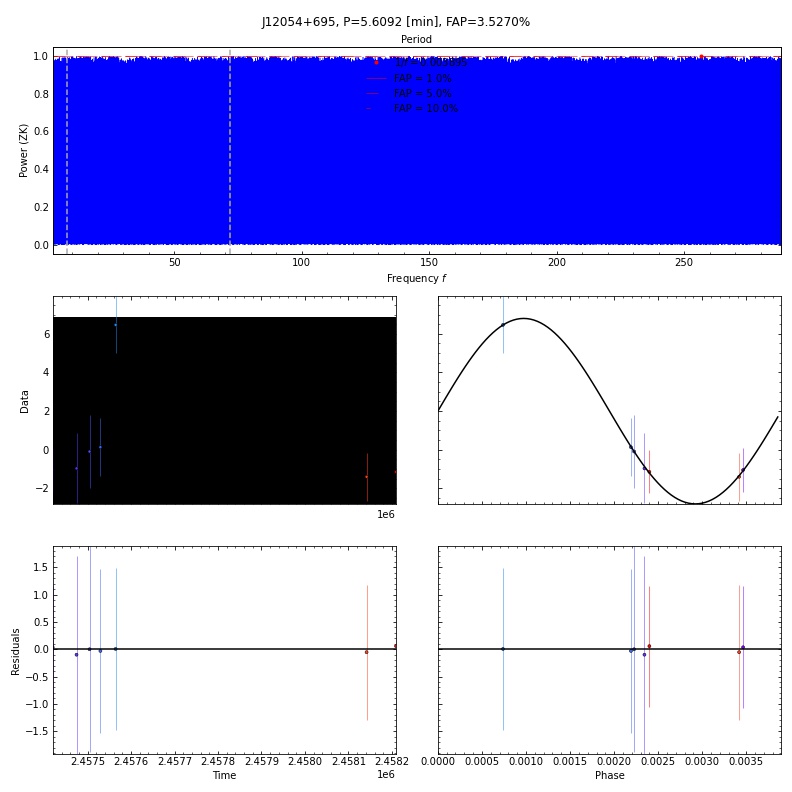 J12054+695, P=5.6092 [min], FAP=3.5270%
Period
1.0
0.8
0.6
0.4
0.2
0.0
Power (ZK)
FAP = 1.0%
FAP = 5.0%
FAP = 10.0%
50 100 150 200 250
Frequency f
6
4
2
0
−2
Data
1e6
1.5
1.0
0.5
0.0
−0.5
−1.0
−1.5
Residuals
2.4575 2.4576 2.4577 2.4578 2.4579 2.4580 2.4581 2.4582
Time
1e6
0.0000 0.0005 0.0010 0.0015 0.0020 0.0025 0.0030 0.0035
Phase